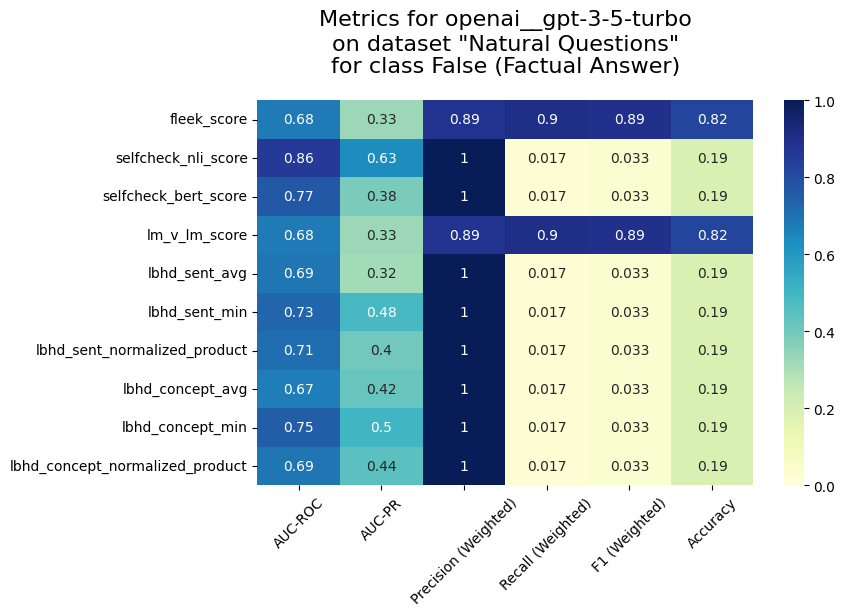 Metrics for openai__gpt-3-5-turbo
on dataset "Natural Questions"
for class False (Factual Answer)
fleek_score 0.68 0.33 0.89 0.9 0.89 0.82
selfcheck_nli_score 0.86 0.63 1 0.017 0.033 0.19
selfcheck_bert_score 0.77 0.38 1 0.017 0.033 0.19
lm_v_lm_score 0.68 0.33 0.89 0.9 0.89 0.82
lbhd_sent_avg 0.69 0.32 1 0.017 0.033 0.19
lbhd_sent_min 0.73 0.48 1 0.017 0.033 0.19
lbhd_sent_normalized_product 0.71 0.4 1 0.017 0.033 0.19
lbhd_concept_avg 0.67 0.42 1 0.017 0.033 0.19
lbhd_concept_min 0.75 0.5 1 0.017 0.033 0.19
lbhd_concept_normalized_product 0.69 0.44 1 0.017 0.033 0.19
AUC-ROC AUC-PR Precision (Weighted) Recall (Weighted) F1 (Weighted) Accuracy
1.0
0.8
0.6
0.4
0.2
0.0